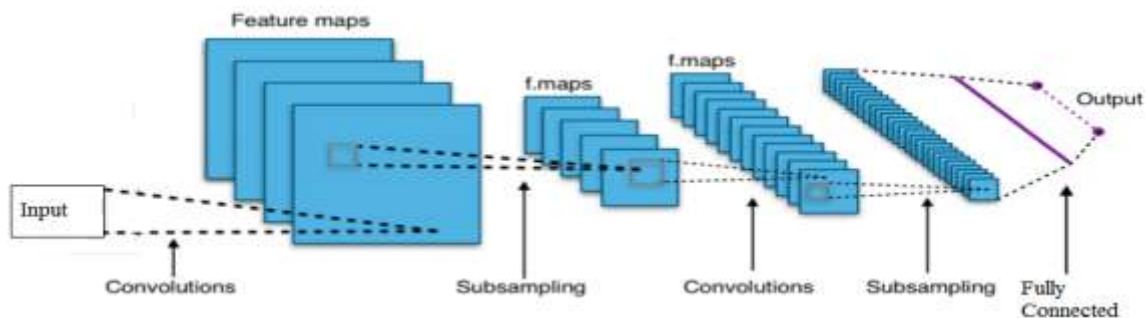 Feature maps
f.maps
f.maps
Output
Input
Convolutions
Subsampling
Convolutions
Subsampling
Fully
Connected